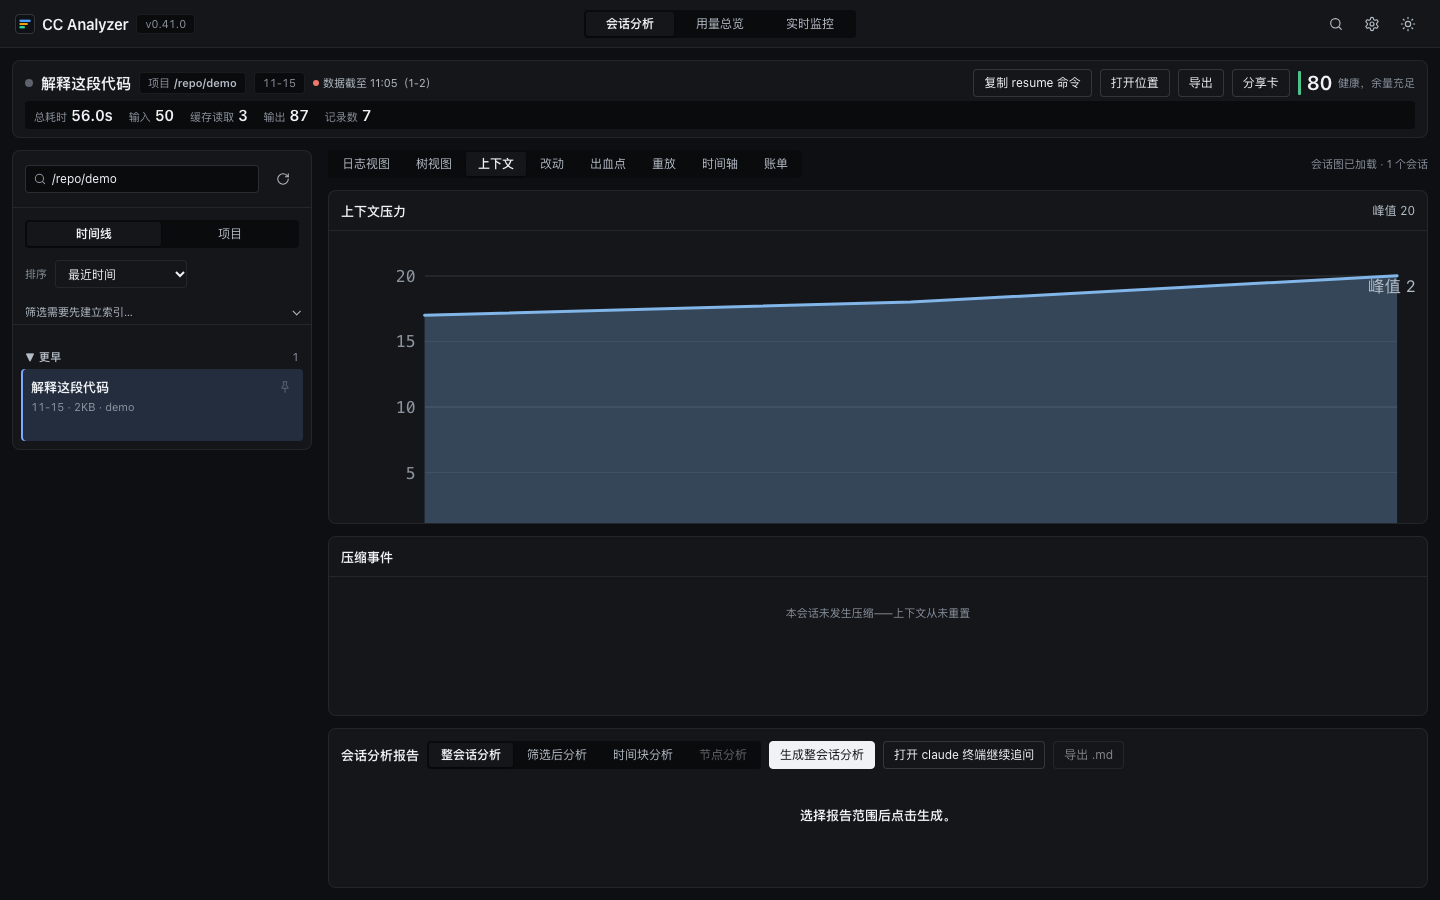 CC Analyzer v0.41.0
会话分析 用量总览 实时监控
解释这段代码 项目 /repo/demo 11-15 数据截至 11:05 (1-2)
复制 resume 命令 打开位置 导出 分享卡 80 健康，余量充足
总耗时 56.0s 输入 50 缓存读取 3 输出 87 记录数 7
/repo/demo
时间线 项目
排序 最近时间
筛选需要先建立索引...
▼ 更早 1
解释这段代码
11-15 · 2KB · demo
日志视图 树视图 上下文 改动 出血点 重放 时间轴 账单
会话图已加载 · 1 个会话
上下文压力 峰值 20
20
峰值 2
15
10
5
压缩事件
本会话未发生压缩——上下文从未重置
会话分析报告 整会话分析 筛选后分析 时间块分析 节点分析 生成整会话分析 打开 claude 终端继续追问 导出 .md
选择报告范围后点击生成。